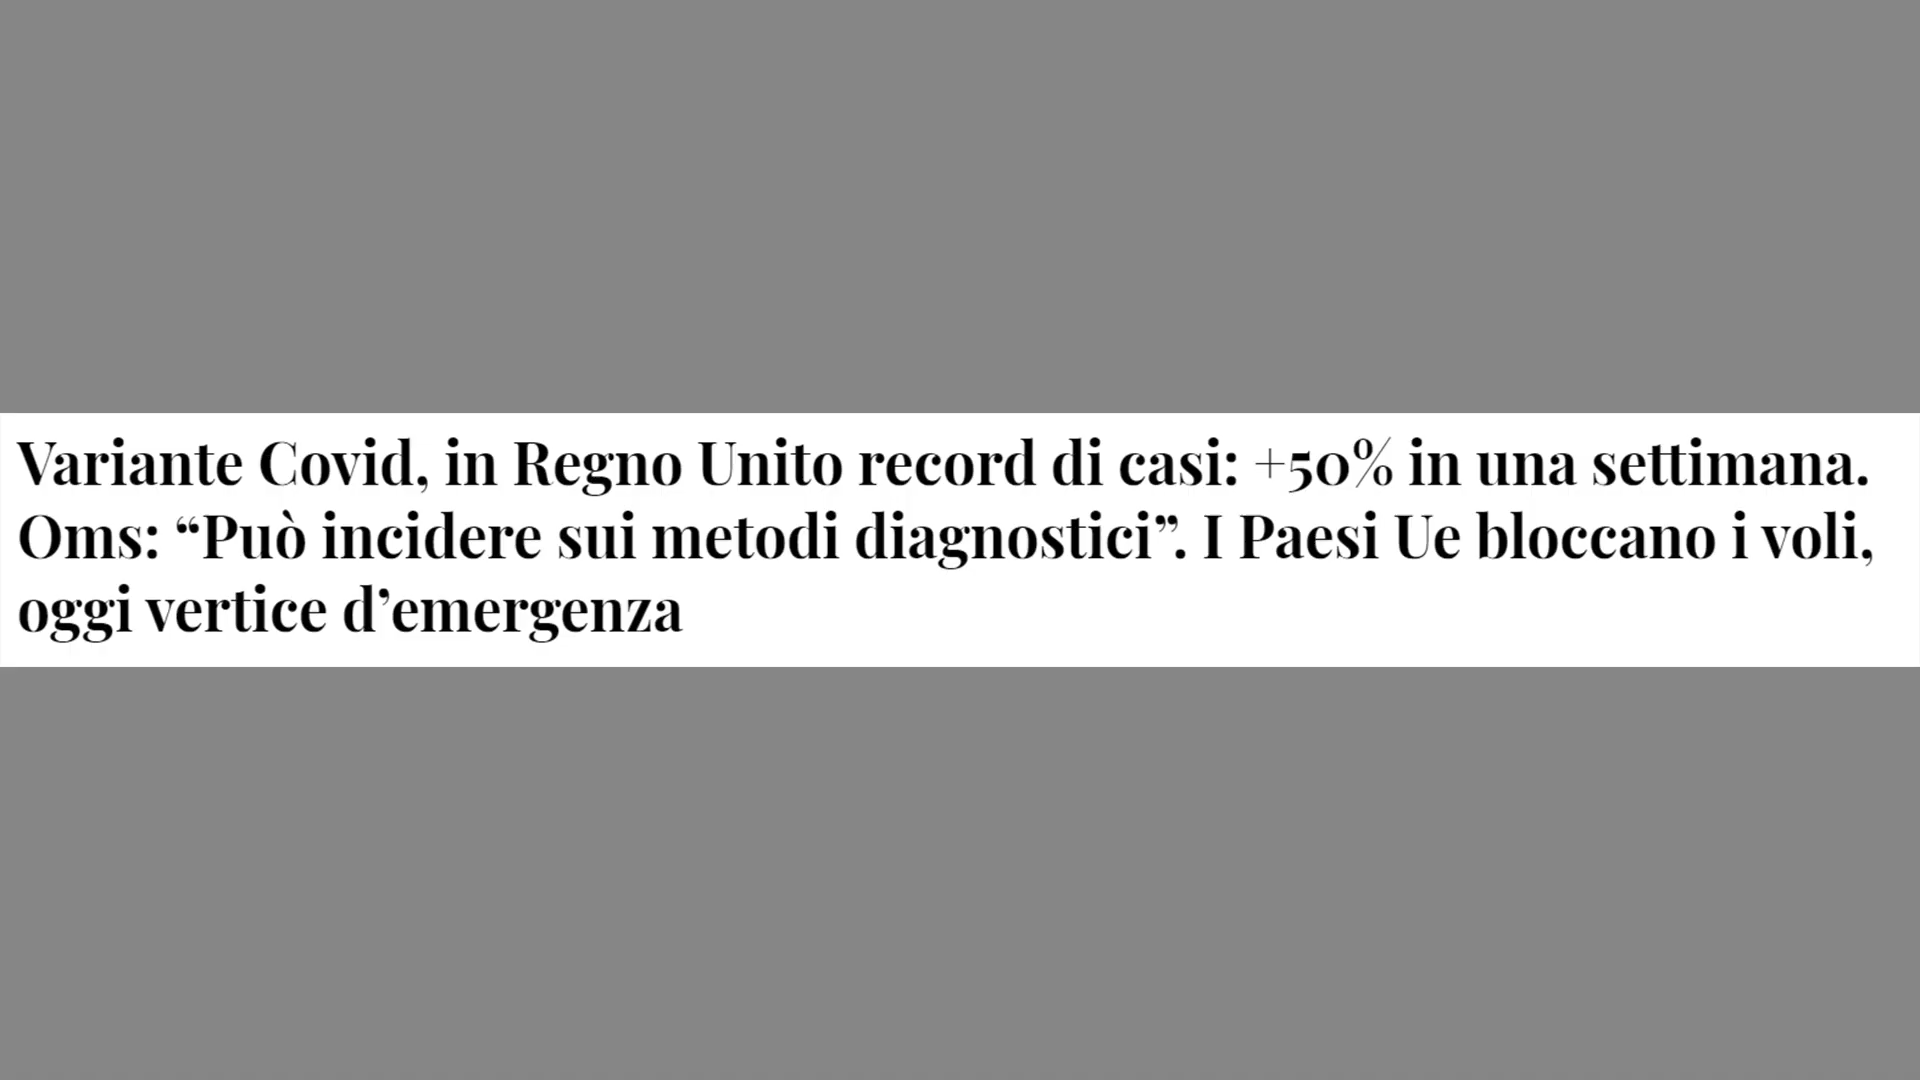 Variante Covid, in Regno Unito record di casi: +50% in una settimana.
Oms: “Può incidere sui metodi diagnostici”. I Paesi Ue bloccano i voli,
oggi vertice d’emergenza